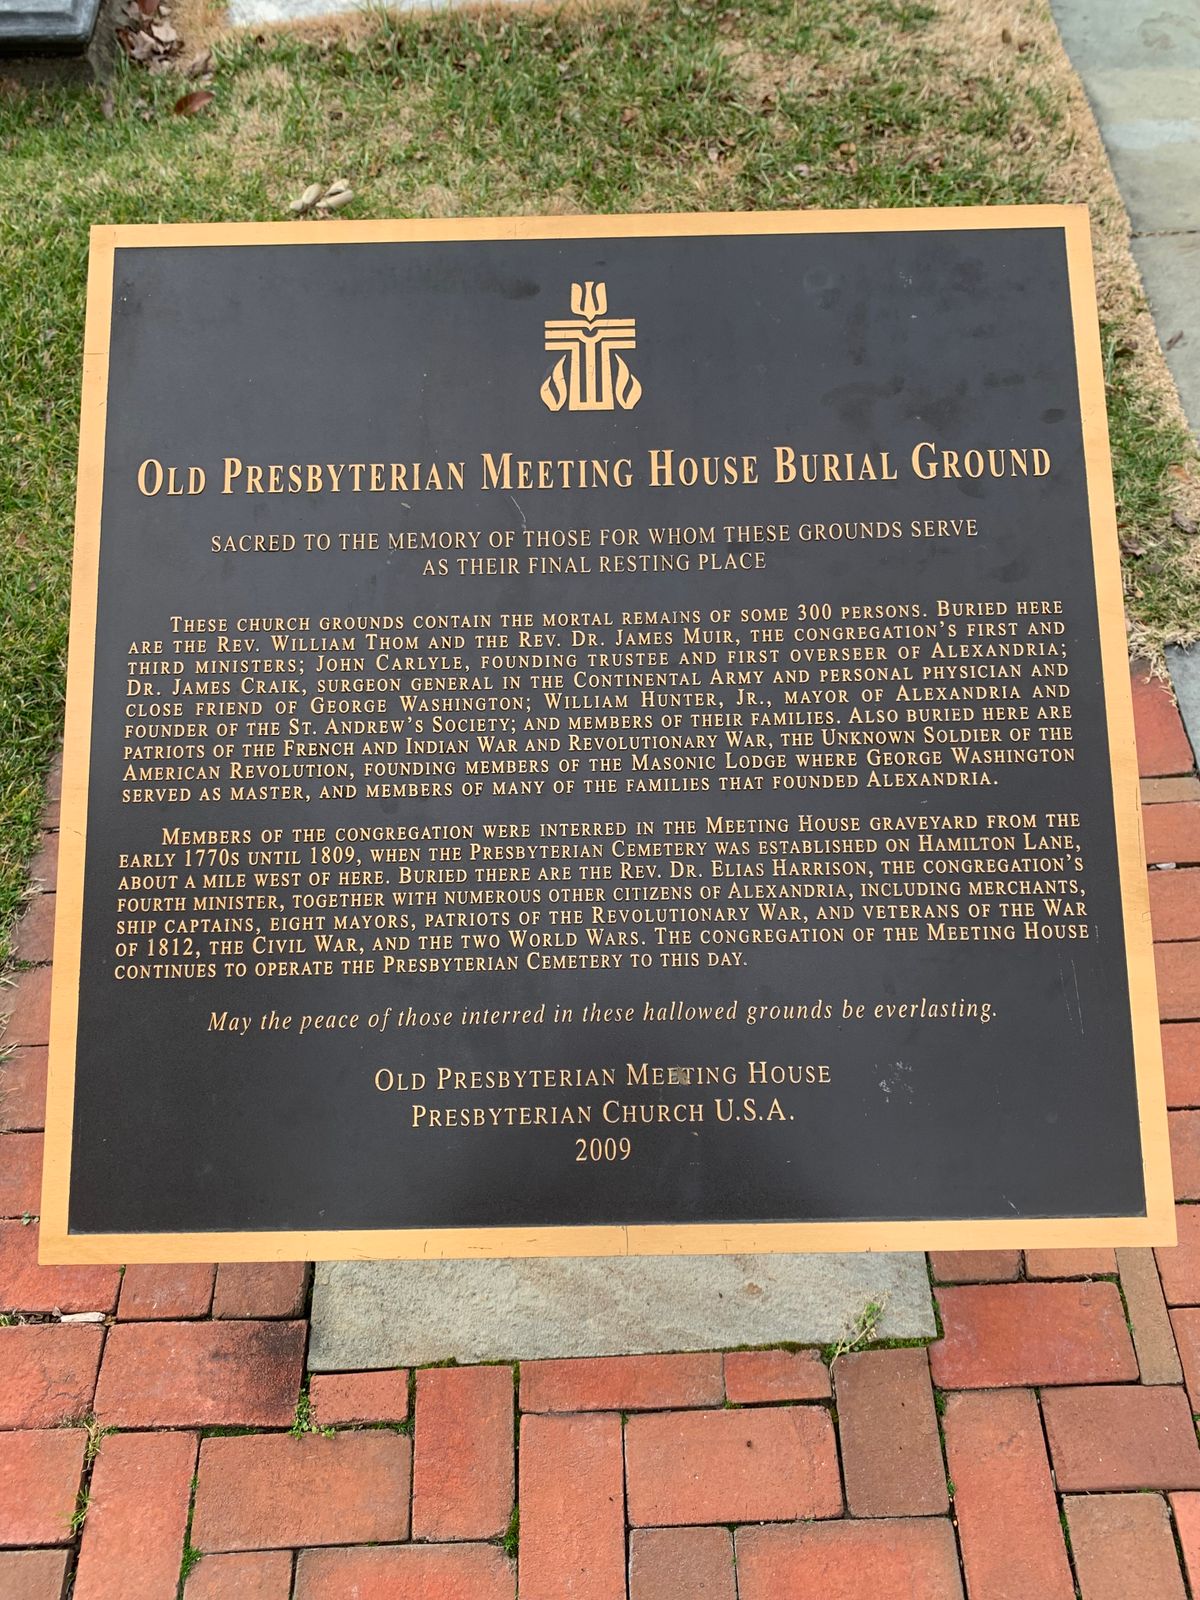 OLD PRESBYTERIAN MEETING HOUSE BURIAL GROUND
SACRED TO THE MEMORY OF THOSE FOR WHOM THESE GROUNDS SERVE
AS THEIR FINAL RESTING PLACE
THESE CHURCH GROUNDS CONTAIN THE MORTAL REMAINS OF SOME 300 PERSONS. BURIED HERE
ARE THE REV. WILLIAM THOM AND THE REV. DR. JAMES MUIR, THE CONGREGATION'S FIRST AND
THIRD MINISTERS; JOHN CARLYLE, FOUNDING TRUSTEE AND FIRST OVERSEER OF ALEXANDRIA;
DR. JAMES CRAIK, SURGEON GENERAL IN THE CONTINENTAL ARMY AND PERSONAL PHYSICIAN AND
CLOSE FRIEND OF GEORGE WASHINGTON; WILLIAM HUNTER, JR., MAYOR OF ALEXANDRIA AND
FOUNDER OF THE ST. ANDREW'S SOCIETY; AND MEMBERS OF THEIR FAMILIES. ALSO BURIED HERE ARE
PATRIOTS OF THE FRENCH AND INDIAN WAR AND REVOLUTIONARY WAR, THE UNKNOWN SOLDIER OF THE
AMERICAN REVOLUTION, FOUNDING MEMBERS OF THE MASONIC LODGE WHERE GEORGE WASHINGTON
SERVED AS MASTER, AND MEMBERS OF MANY OF THE FAMILIES THAT FOUNDED ALEXANDRIA.
MEMBERS OF THE CONGREGATION WERE INTERRED IN THE MEETING HOUSE GRAVEYARD FROM THE
EARLY 1770S UNTIL 1809, WHEN THE PRESBYTERIAN CEMETERY WAS ESTABLISHED ON HAMILTON LANE,
ABOUT A MILE WEST OF HERE. BURIED THERE ARE THE REV. DR. ELIAS HARRISON, THE CONGREGATION'S
FOURTH MINISTER, TOGETHER WITH NUMEROUS OTHER CITIZENS OF ALEXANDRIA, INCLUDING MERCHANTS,
SHIP CAPTAINS, EIGHT MAYORS, PATRIOTS OF THE REVOLUTIONARY WAR, AND VETERANS OF THE WAR
OF 1812, THE CIVIL WAR, AND THE TWO WORLD WARS. THE CONGREGATION OF THE MEETING HOUSE
CONTINUES TO OPERATE THE PRESBYTERIAN CEMETERY TO THIS DAY.
May the peace of those interred in these hallowed grounds be everlasting.
OLD PRESBYTERIAN MEETING HOUSE
PRESBYTERIAN CHURCH U.S.A.
2009